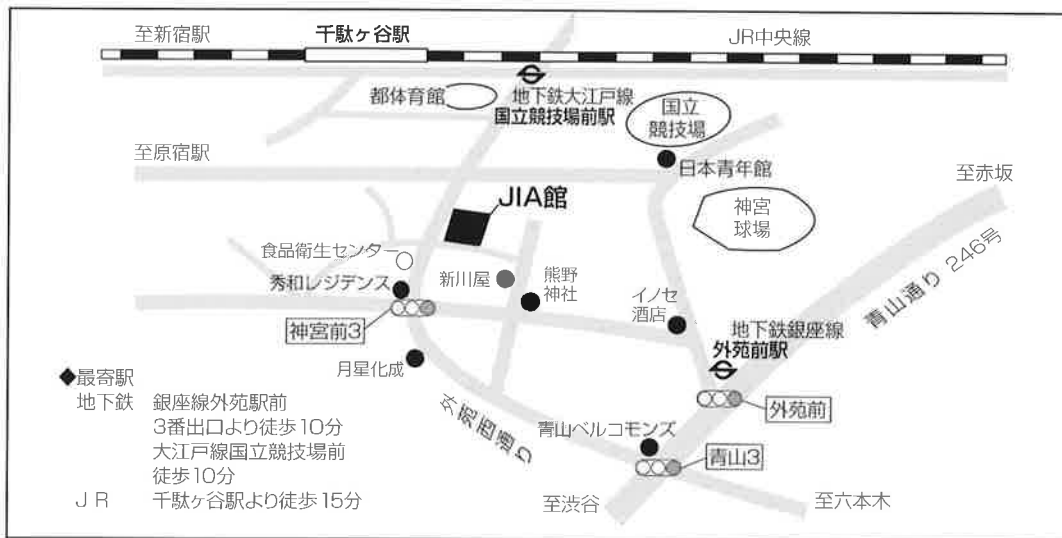 至新宿駅
千駄ヶ谷駅
JR中央線
都体育館
地下鉄大江戸線
国立競技場前駅
国立
競技場
至原宿駅
日本青年館
至赤坂
JIA館
神宮
球場
食品衛生センター
秀和レジデンス
新川屋
熊野
神社
イノセ
酒店
青山通り 246号
神宮前3
地下鉄銀座線
外苑前駅
月星化成
外苑西通り
外苑前
青山ベルコモンズ
青山3
至渋谷
至六本木
◆最寄駅
地下鉄 銀座線外苑駅前
3番出口より徒歩10分
大江戸線国立競技場前
徒歩10分
JR 千駄ヶ谷駅より徒歩15分